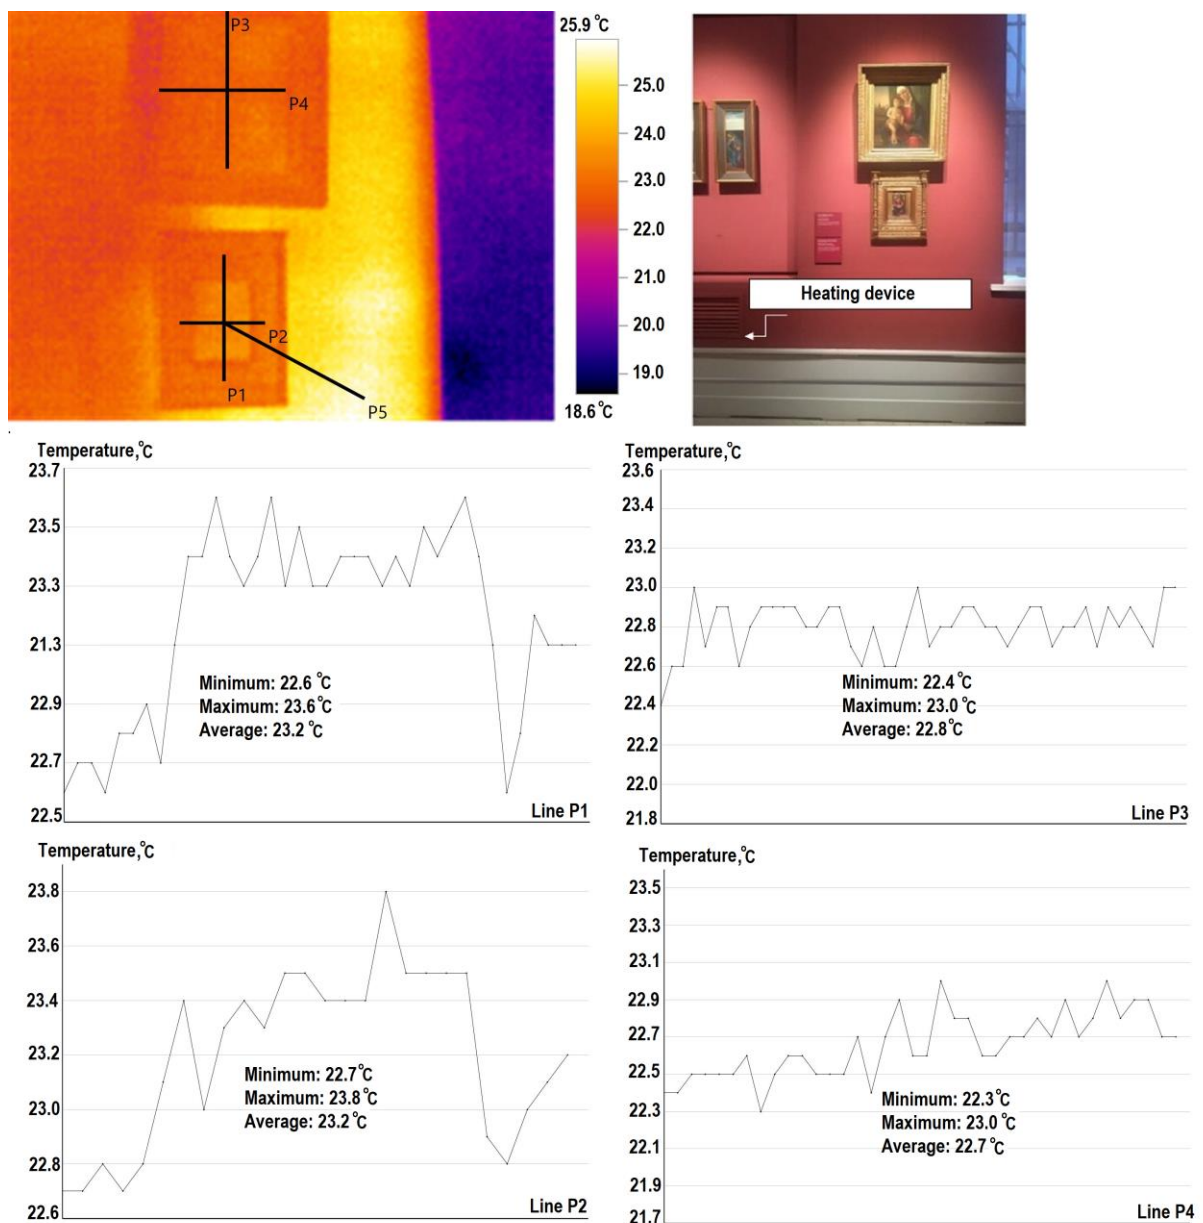 25.9 °C
25.0
24.0
23.0
22.0
21.0
20.0
19.0
18.6 °C
P3
P4
P2
P1
P5
Heating device
Temperature,°C
23.7
23.5
23.3
21.3
22.9
22.7
22.5
Minimum: 22.6 °C
Maximum: 23.6 °C
Average: 23.2 °C
Line P1
Temperature,°C
23.6
23.4
23.2
23.0
22.8
22.6
22.4
22.2
22.0
21.8
Minimum: 22.4 °C
Maximum: 23.0 °C
Average: 22.8 °C
Line P3
Temperature,°C
23.8
23.6
23.4
23.2
23.0
22.8
22.6
Minimum: 22.7 °C
Maximum: 23.8 °C
Average: 23.2 °C
Line P2
Temperature,°C
23.5
23.3
23.1
22.9
22.7
22.5
22.3
22.1
21.9
21.7
Minimum: 22.3 °C
Maximum: 23.0 °C
Average: 22.7 °C
Line P4